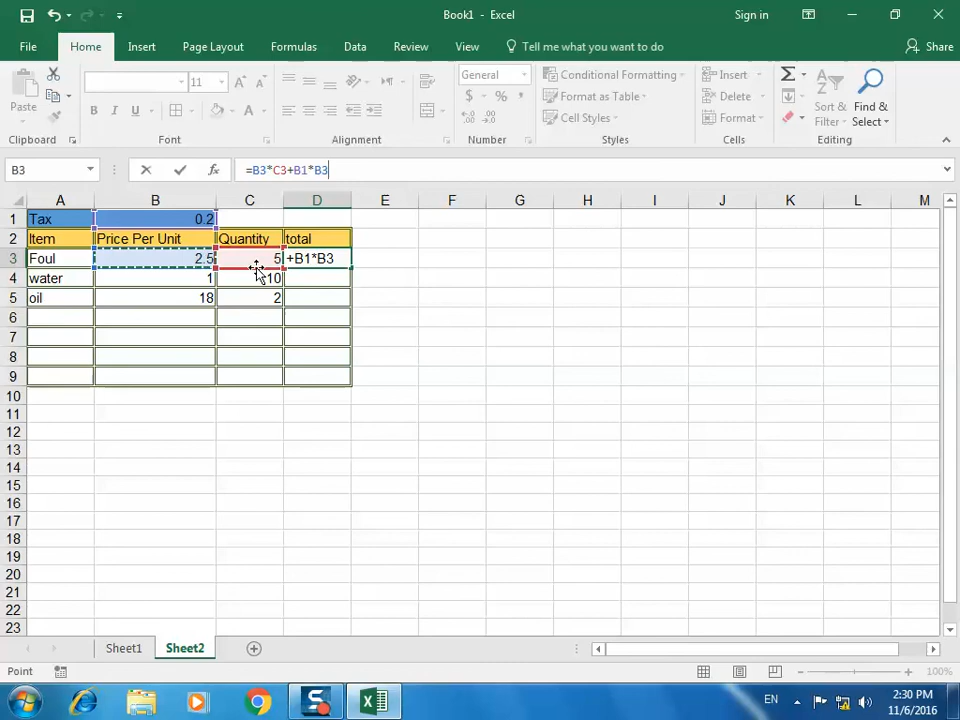 Book1 - Excel
Sign in
File Home Insert Page Layout Formulas Data Review View Tell me what you want to do Share
Paste
11 A A
B I U A
General
$ % ,
Conditional Formatting
Format as Table
Cell Styles
Insert
Delete
Format
Sort & Filter
Find & Select
Clipboard Font Alignment Number Styles Cells Editing
B3 fx =B3*C3+B1*B3
A B C D E F G H I J K L M
1 Tax 0.2
2 Item Price Per Unit Quantity total
3 Foul 2.5 5 +B1*B3
4 water 1 10
5 oil 18 2
6
7
8
9
10
11
12
13
14
15
16
17
18
19
20
21
22
23
Sheet1 Sheet2
Point 100%
EN 2:30 PM
11/6/2016